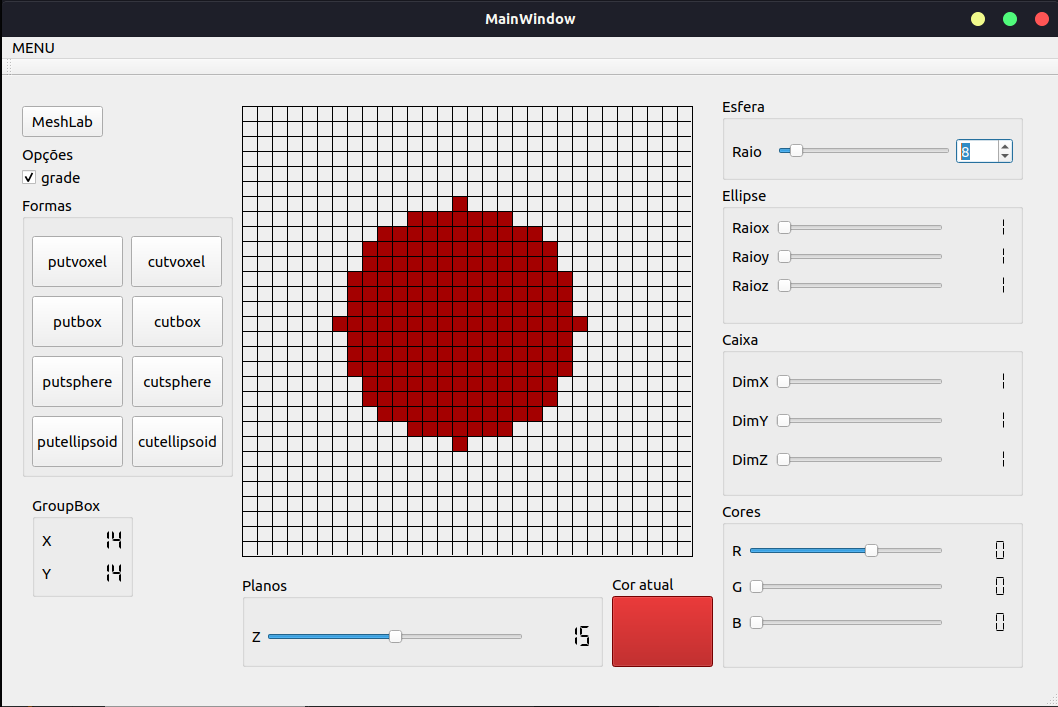 MainWindow
MENU
MeshLab
Opções
grade
Formas
putvoxel
cutvoxel
putbox
cutbox
putsphere
cutsphere
putellipsoid
cutellipsoid
GroupBox
X 14
Y 14
Planos
Z 15
Cor atual
Esfera
Raio 8
Ellipse
Raiox 1
Raioy 1
Raioz 1
Caixa
DimX 1
DimY 1
DimZ 1
Cores
R 0
G 0
B 0